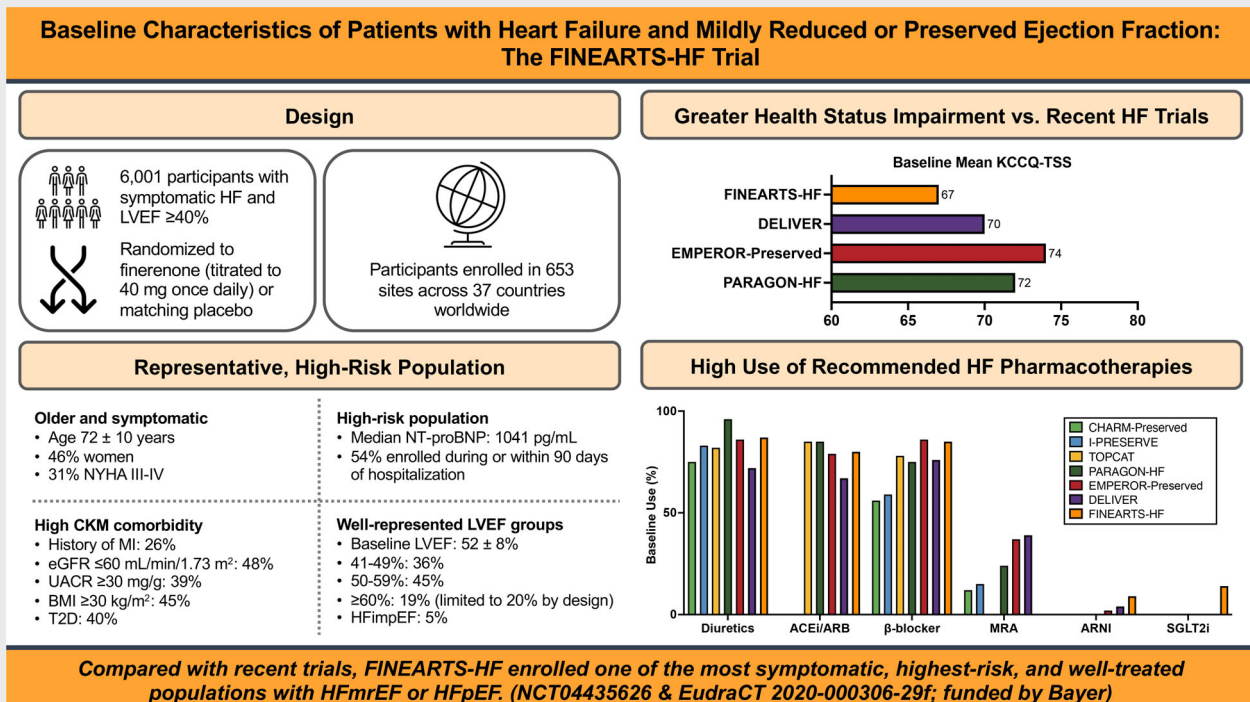 Baseline Characteristics of Patients with Heart Failure and Mildly Reduced or Preserved Ejection Fraction:
The FINEARTS-HF Trial
Design
6,001 participants with
symptomatic HF and
LVEF ≥40%
Randomized to
finerenone (titrated to
40 mg once daily) or
matching placebo
Participants enrolled in 653
sites across 37 countries
worldwide
Representative, High-Risk Population
Older and symptomatic
• Age 72 ± 10 years
• 46% women
• 31% NYHA III-IV
High-risk population
• Median NT-proBNP: 1041 pg/mL
• 54% enrolled during or within 90 days
of hospitalization
High CKM comorbidity
• History of MI: 26%
• eGFR ≤60 mL/min/1.73 m²: 48%
• UACR ≥30 mg/g: 39%
• BMI ≥30 kg/m²: 45%
• T2D: 40%
Well-represented LVEF groups
• Baseline LVEF: 52 ± 8%
• 41-49%: 36%
• 50-59%: 45%
• ≥60%: 19% (limited to 20% by design)
• HFimpEF: 5%
Greater Health Status Impairment vs. Recent HF Trials
Baseline Mean KCCQ-TSS
FINEARTS-HF 67
DELIVER 70
EMPEROR-Preserved 74
PARAGON-HF 72
60 65 70 75 80
High Use of Recommended HF Pharmacotherapies
Baseline Use (%)
100
50
0
CHARM-Preserved
I-PRESERVE
TOPCAT
PARAGON-HF
EMPEROR-Preserved
DELIVER
FINEARTS-HF
Diuretics ACEi/ARB β-blocker MRA ARNI SGLT2i
Compared with recent trials, FINEARTS-HF enrolled one of the most symptomatic, highest-risk, and well-treated
populations with HFmrEF or HFpEF. (NCT04435626 & EudraCT 2020-000306-29f; funded by Bayer)